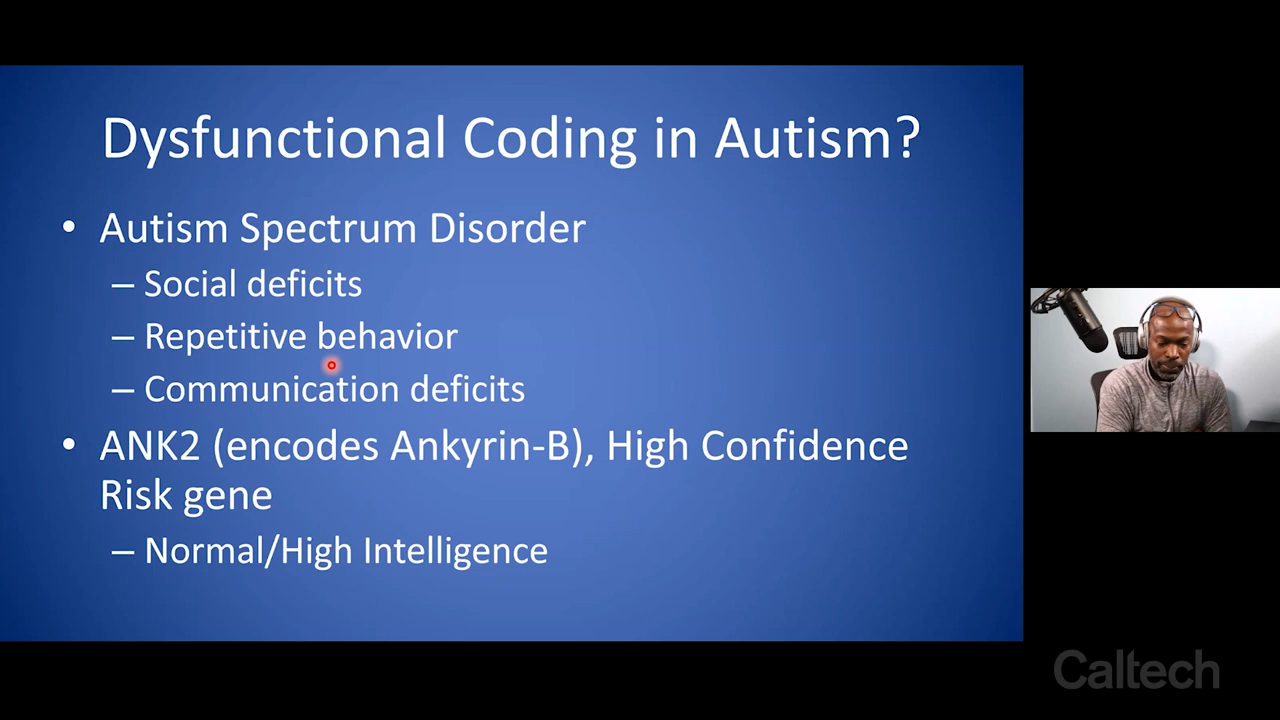 Dysfunctional Coding in Autism?
• Autism Spectrum Disorder
– Social deficits
– Repetitive behavior
– Communication deficits
• ANK2 (encodes Ankyrin-B), High Confidence
Risk gene
– Normal/High Intelligence
Caltech